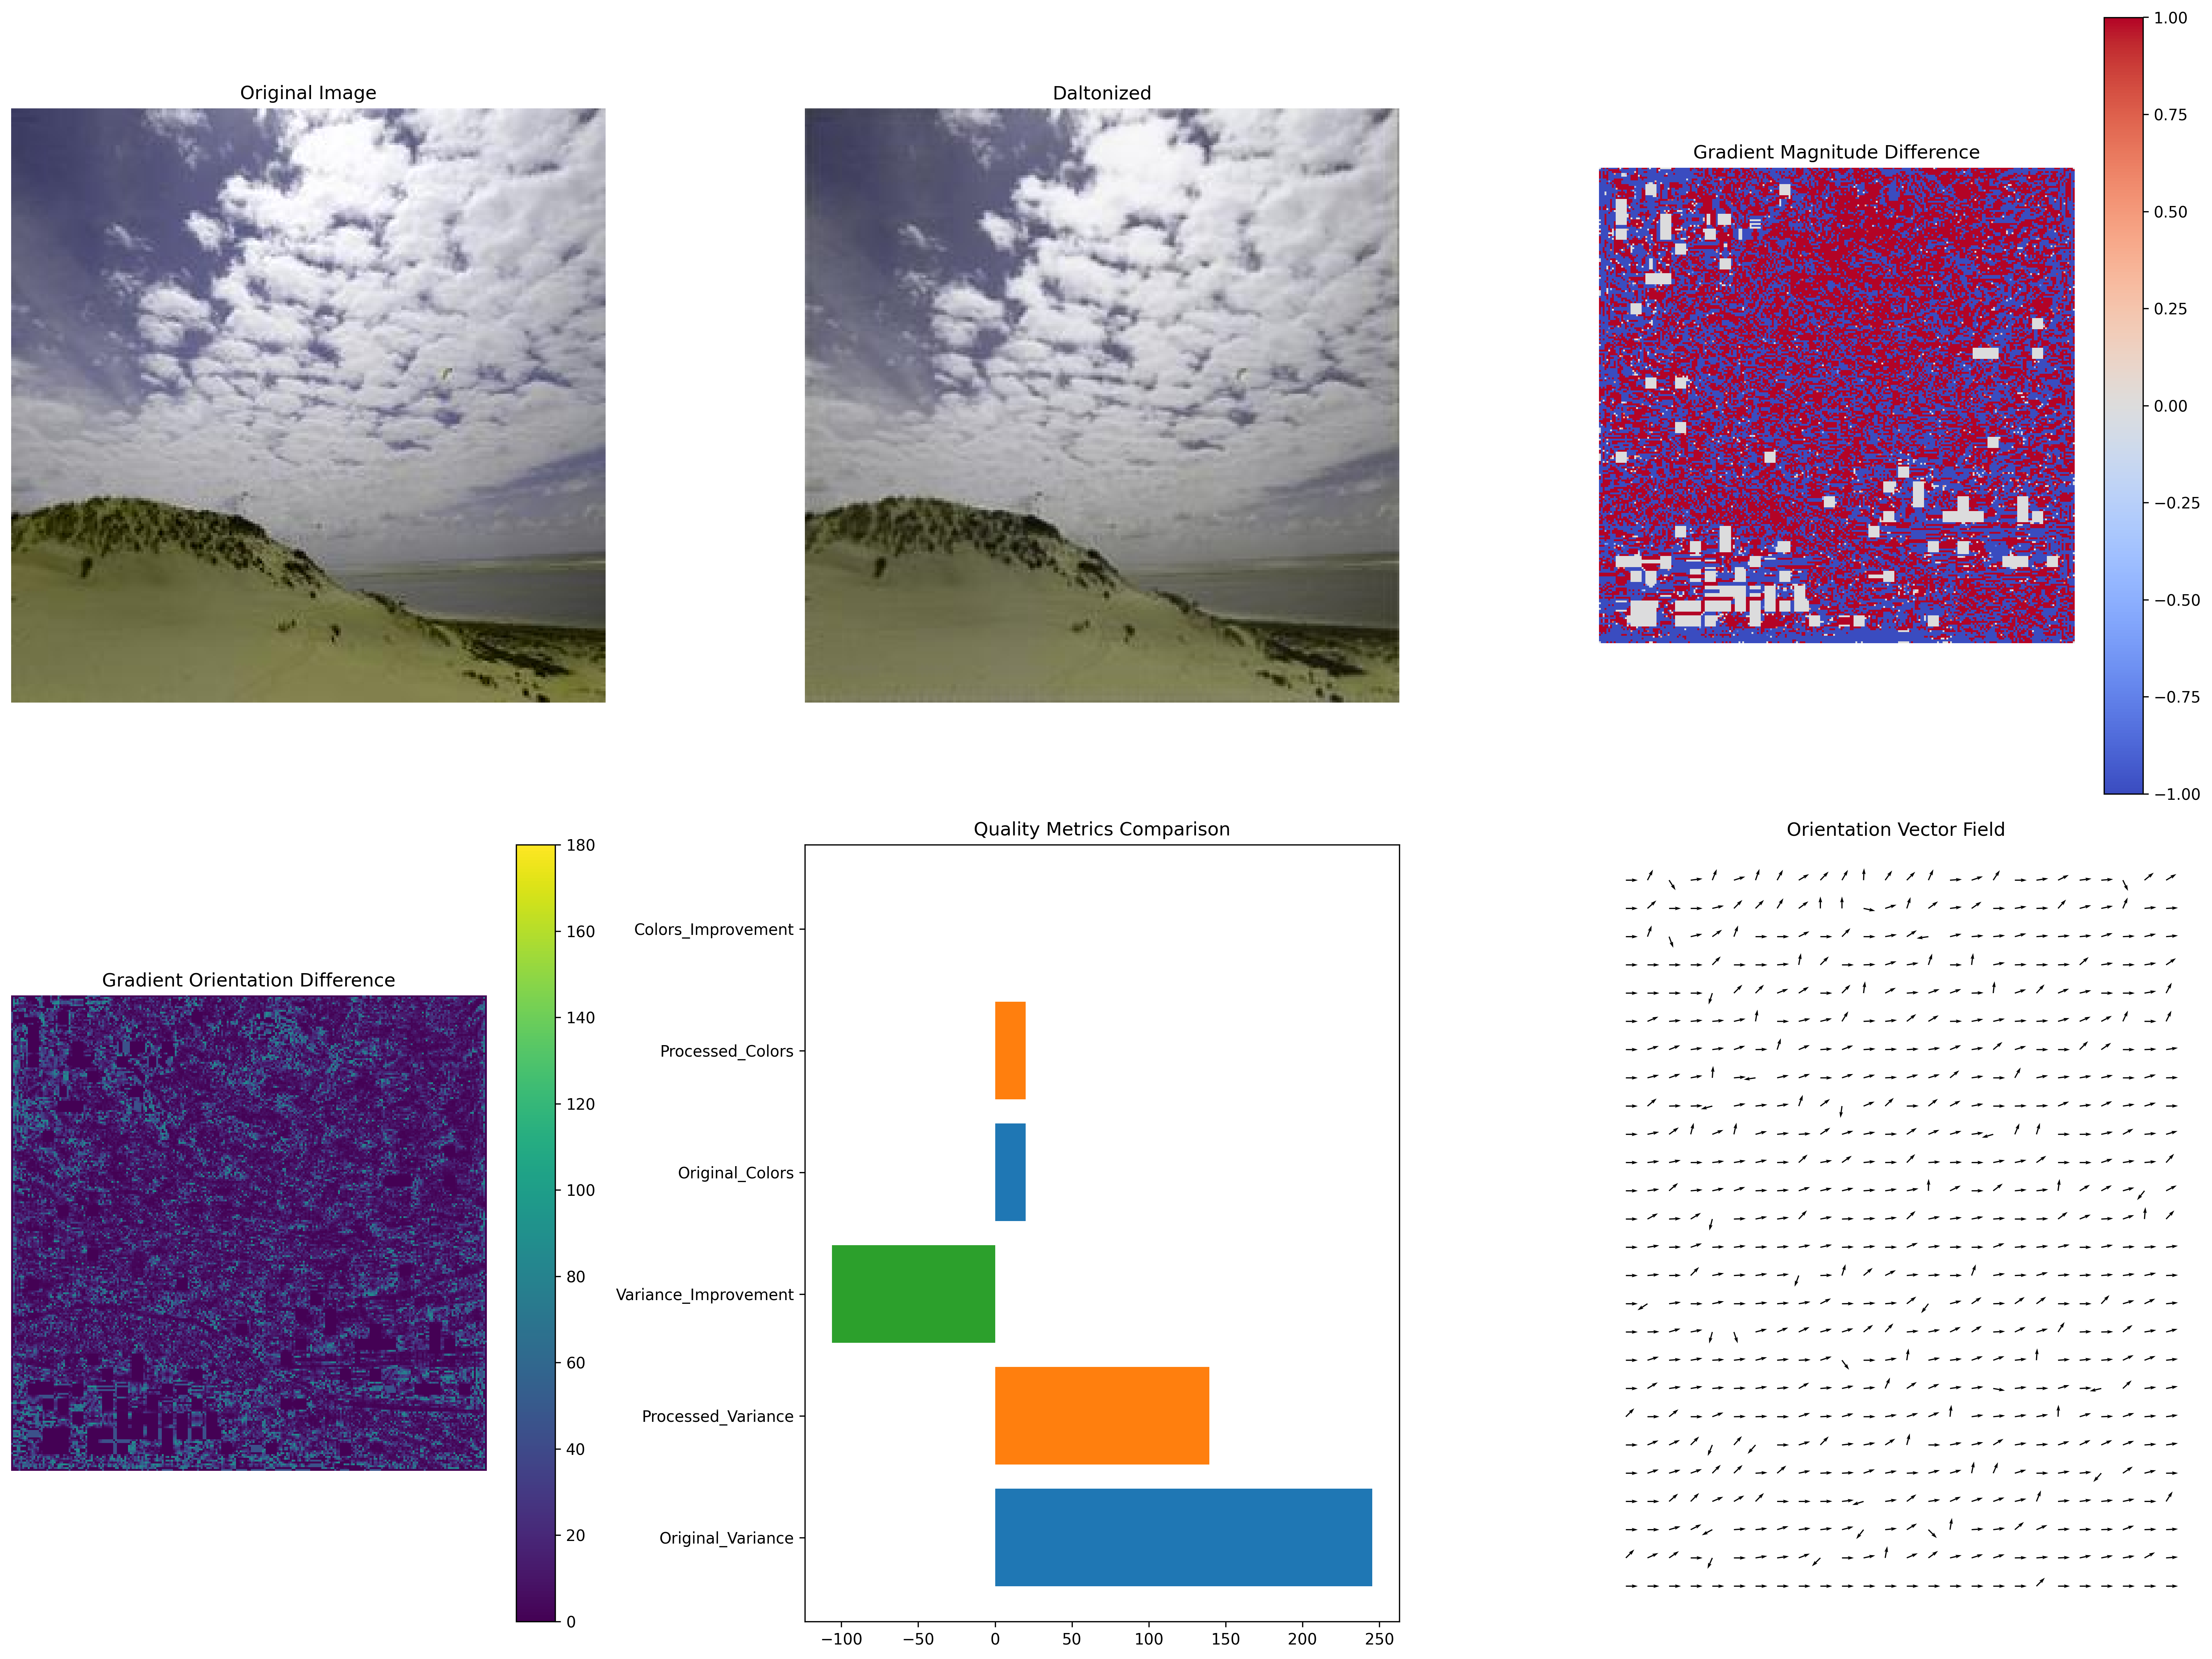 Original Image
Daltonized
Gradient Magnitude Difference
1.00
0.75
0.50
0.25
0.00
−0.25
−0.50
−0.75
−1.00
Gradient Orientation Difference
180
160
140
120
100
80
60
40
20
0
Quality Metrics Comparison
Colors_Improvement
Processed_Colors
Original_Colors
Variance_Improvement
Processed_Variance
Original_Variance
−100 −50 0 50 100 150 200 250
Orientation Vector Field